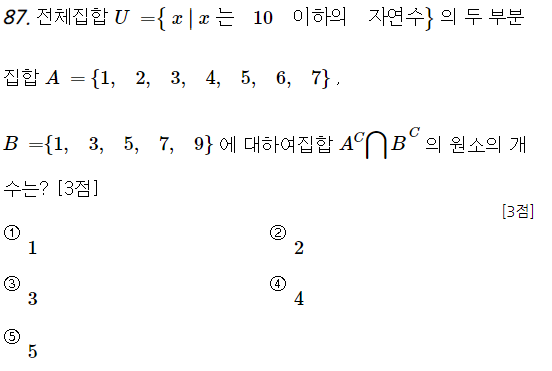 87. 전체집합 U ={ x | x 는 10 이하의 자연수} 의 두 부분
집합 A = {1, 2, 3, 4, 5, 6, 7} ,
B ={1, 3, 5, 7, 9} 에 대하여집합 A^C⋂B^C 의 원소의 개
수는? [3점]
[3점]
① 1 ② 2
③ 3 ④ 4
⑤ 5